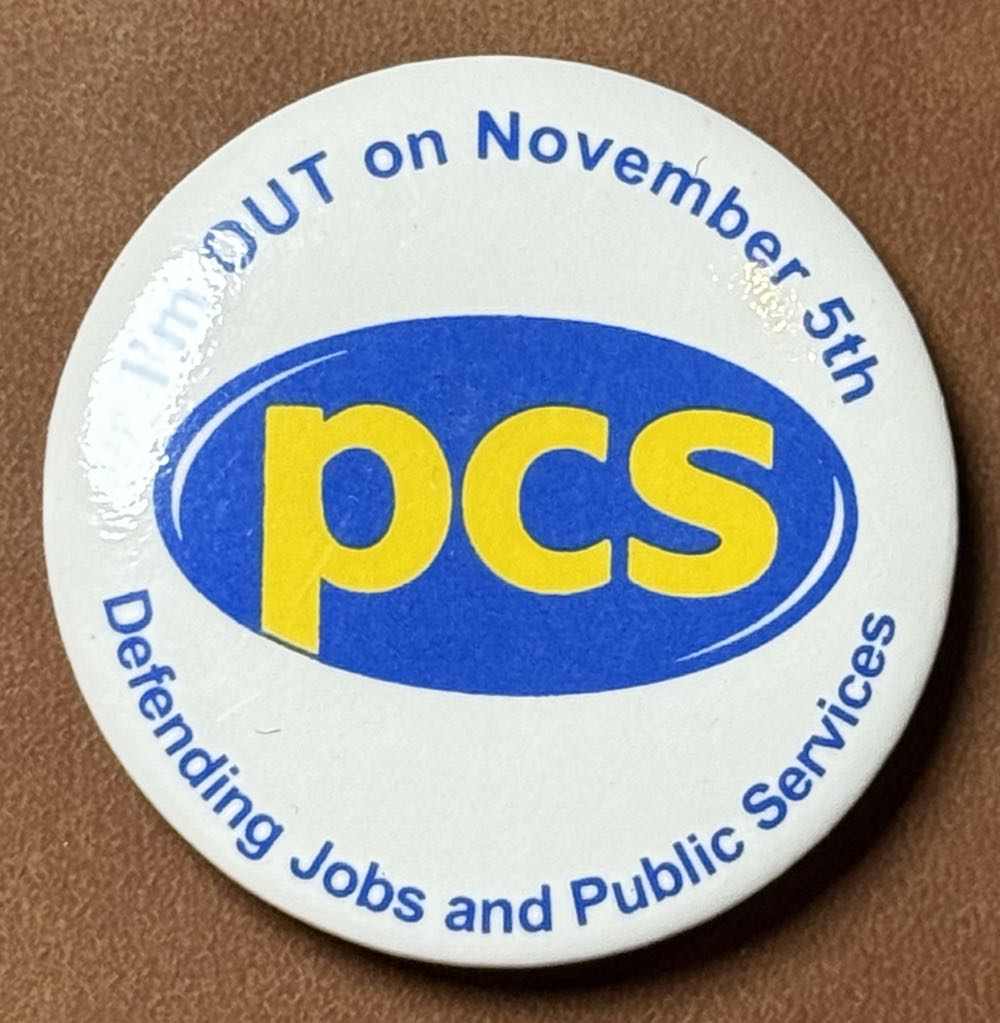 I'm OUT on November 5th
pcs
Defending Jobs and Public Services